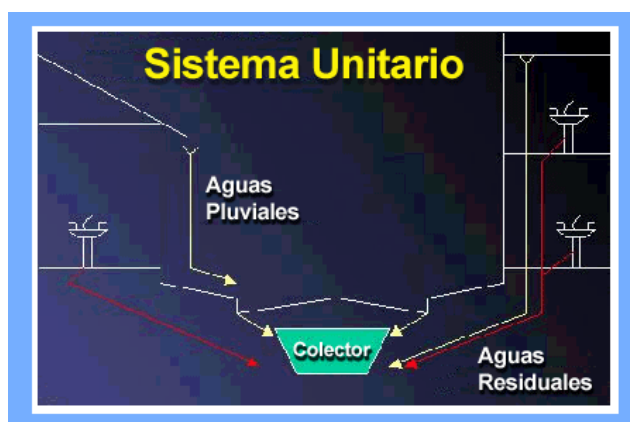 Sistema Unitario
Aguas
Pluviales
Colector
Aguas
Residuales